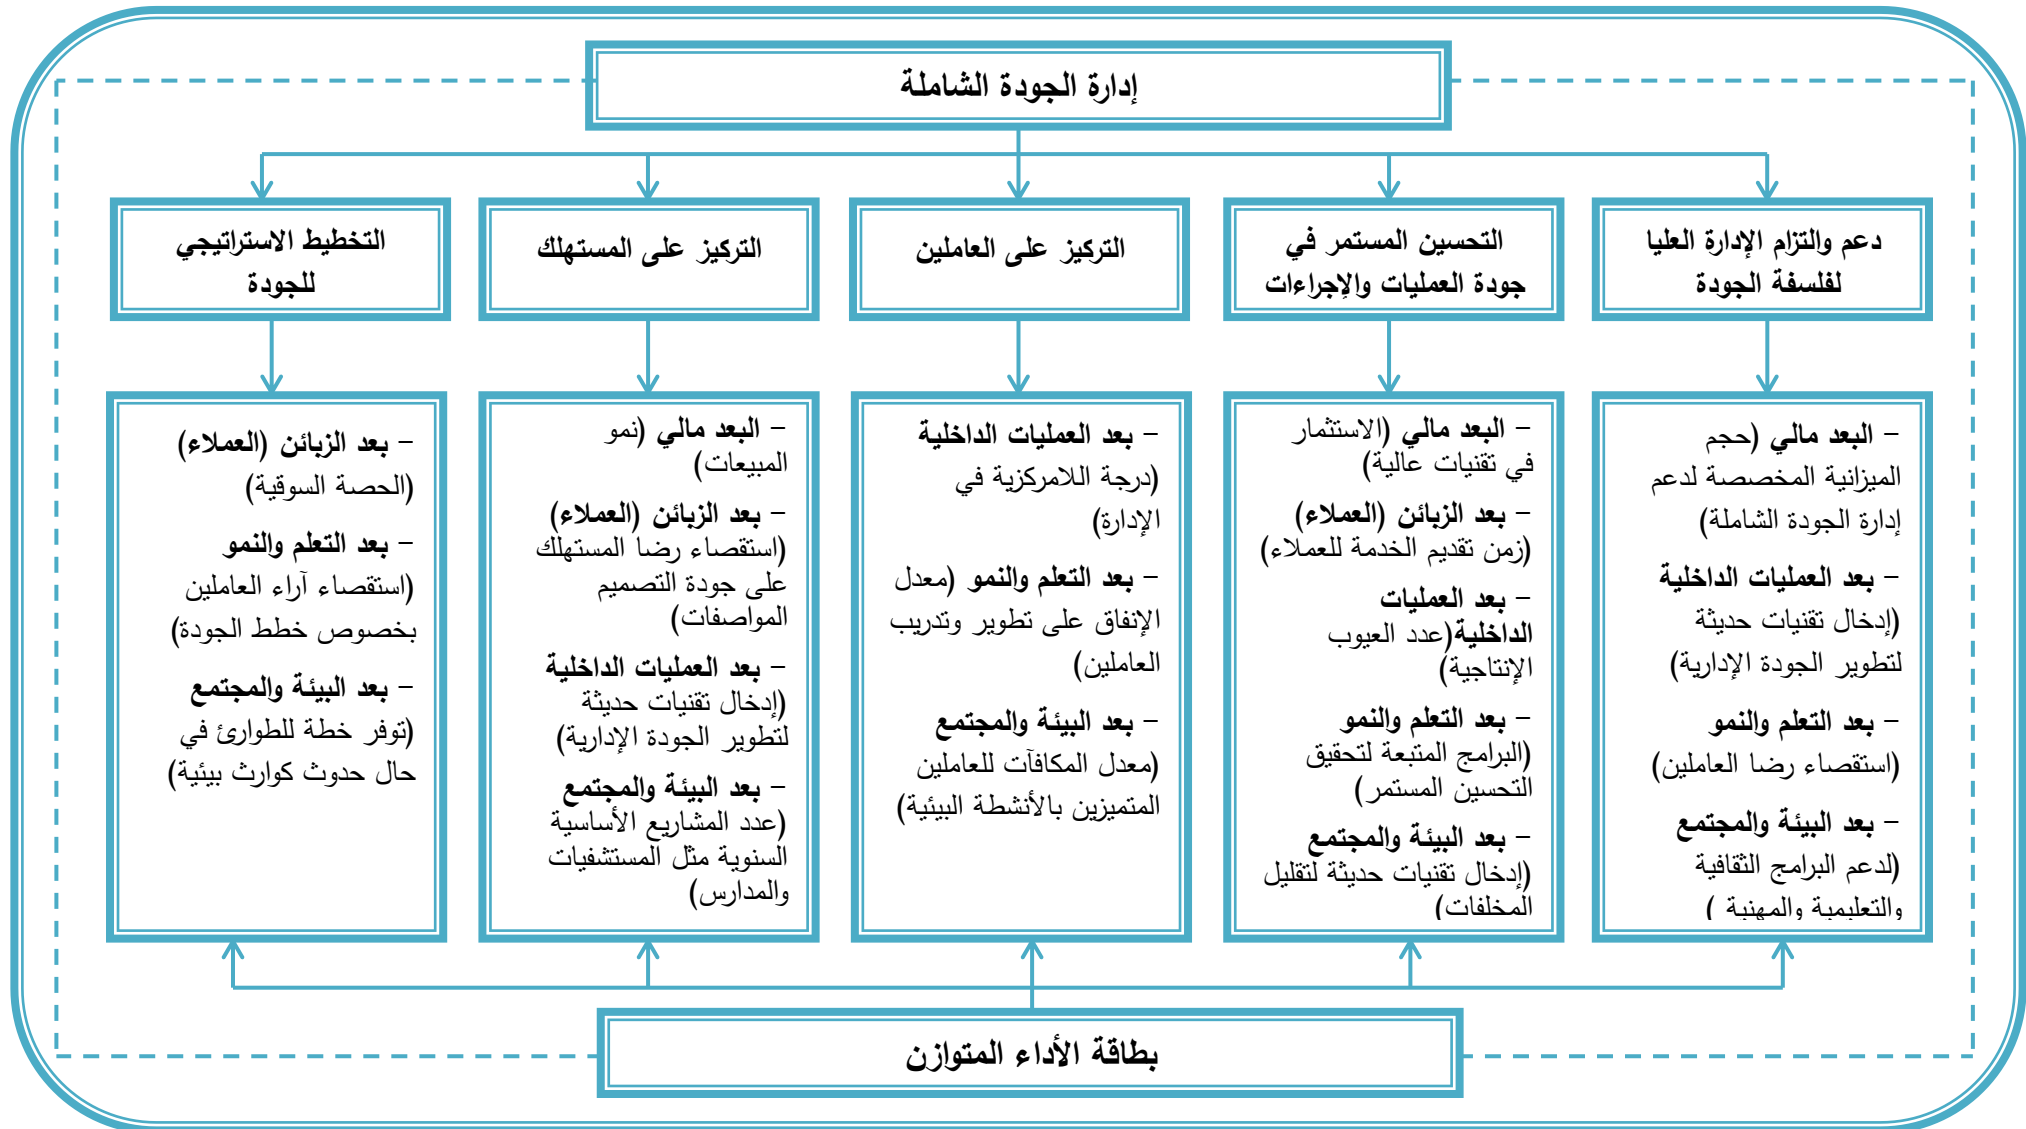 إدارة الجودة الشاملة
دعم والتزام الإدارة العليا
لفلسفة الجودة
التحسين المستمر في
جودة العمليات والإجراءات
التركيز على العاملين
التركيز على المستهلك
التخطيط الاستراتيجي
للجودة
- البعد مالي (حجم
الميزانية المخصصة لدعم
إدارة الجودة الشاملة)
- بعد العمليات الداخلية
(إدخال تقنيات حديثة
لتطوير الجودة الإدارية)
- بعد التعلم والنمو
(استقصاء رضا العاملين)
- بعد البيئة والمجتمع
(لدعم البرامج الثقافية
والتعليمية والمهنية )
- البعد مالي (الاستثمار
في تقنيات عالية)
- بعد الزبائن (العملاء)
(زمن تقديم الخدمة للعملاء)
- بعد العمليات
الداخلية(عدد العيوب
الإنتاجية)
- بعد التعلم والنمو
(البرامج المتبعة لتحقيق
التحسين المستمر)
- بعد البيئة والمجتمع
(إدخال تقنيات حديثة لتقليل
المخلفات)
- بعد العمليات الداخلية
(درجة اللامركزية في
الإدارة)
- بعد التعلم والنمو (معدل
الإنفاق على تطوير وتدريب
العاملين)
- بعد البيئة والمجتمع
(معدل المكافآت للعاملين
المتميزين بالأنشطة البيئية)
- البعد مالي (نمو
المبيعات)
- بعد الزبائن (العملاء)
(استقصاء رضا المستهلك
على جودة التصميم
المواصفات)
- بعد العمليات الداخلية
(إدخال تقنيات حديثة
لتطوير الجودة الإدارية)
- بعد البيئة والمجتمع
(عدد المشاريع الأساسية
السنوية مثل المستشفيات
والمدارس)
- بعد الزبائن (العملاء)
(الحصة السوقية)
- بعد التعلم والنمو
(استقصاء آراء العاملين
بخصوص خطط الجودة)
- بعد البيئة والمجتمع
(توفر خطة للطوارئ في
حال حدوث كوارث بيئية)
بطاقة الأداء المتوازن